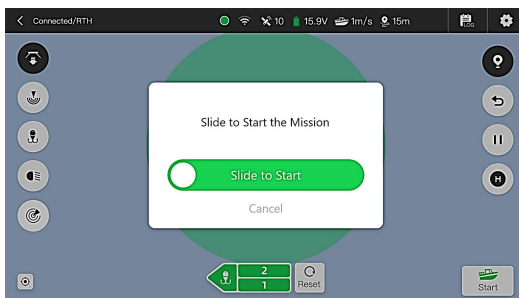 Connected/RTH
10
15.9V
1m/s
15m
LOG
Slide to Start the Mission
Slide to Start
Cancel
H
2
1
Reset
Start